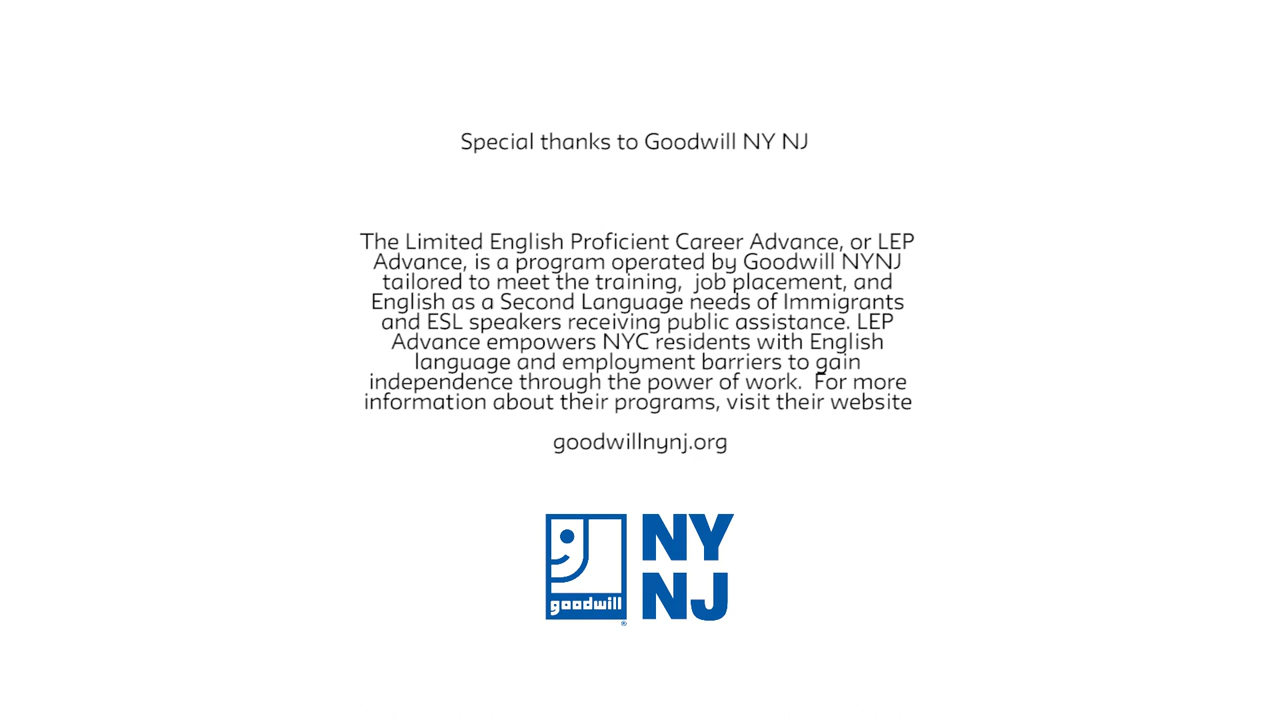 Special thanks to Goodwill NY NJ
The Limited English Proficient Career Advance, or LEP
Advance, is a program operated by Goodwill NYNJ
tailored to meet the training,  job placement, and
English as a Second Language needs of Immigrants
and ESL speakers receiving public assistance. LEP
Advance empowers NYC residents with English
language and employment barriers to gain
independence through the power of work.  For more
information about their programs, visit their website
goodwillnynj.org
goodwill®
NY
NJ